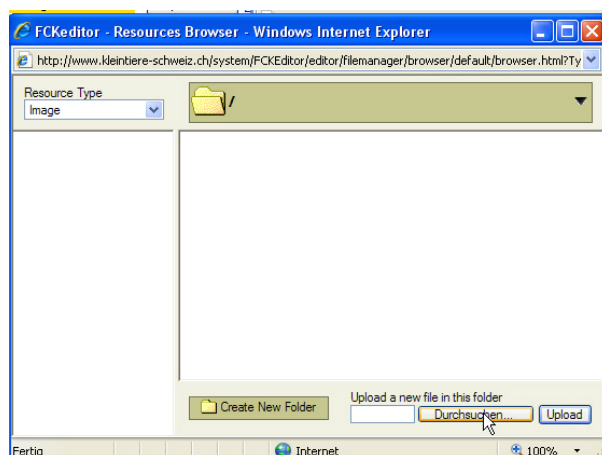 FCKeditor - Resources Browser - Windows Internet Explorer
http://www.kleintiere-schweiz.ch/system/FCKEditor/editor/filemanager/browser/default/browser.html?Ty
Resource Type
Image
/
Create New Folder
Upload a new file in this folder
Durchsuchen...
Upload
Fertig
Internet
100%